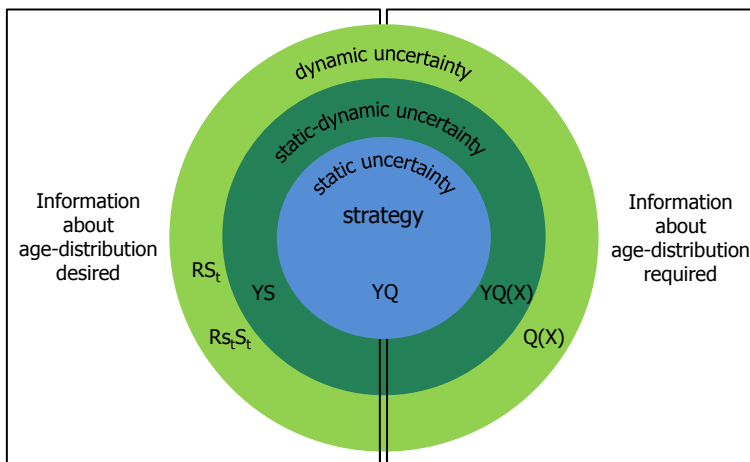 dynamic uncertainty
static-dynamic uncertainty
static uncertainty
strategy
Information
about
age-distribution
desired
Information
about
age-distribution
required
RSₜ
YS
YQ
YQ(X)
RsₜSₜ
Q(X)